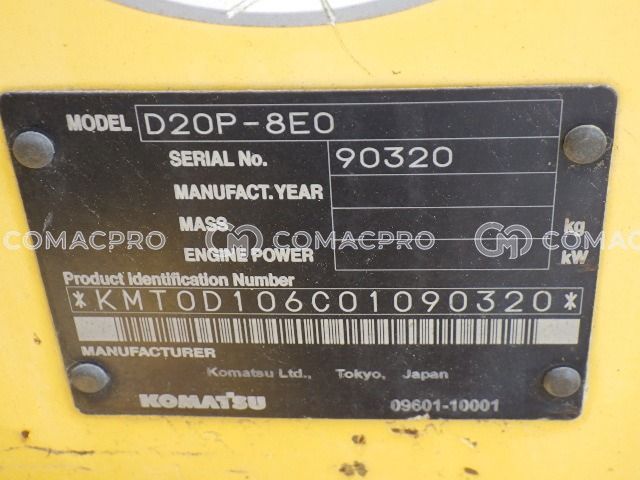 MODEL D20P-8E0
SERIAL No. 90320
MANUFACT. YEAR
MASS kg
ENGINE POWER kW
COMACPRO COMACPRO COMACPRO
Product Identification Number
*KMT0D106C01090320*
MANUFACTURER
Komatsu Ltd., Tokyo, Japan
KOMATSU 09601-10001